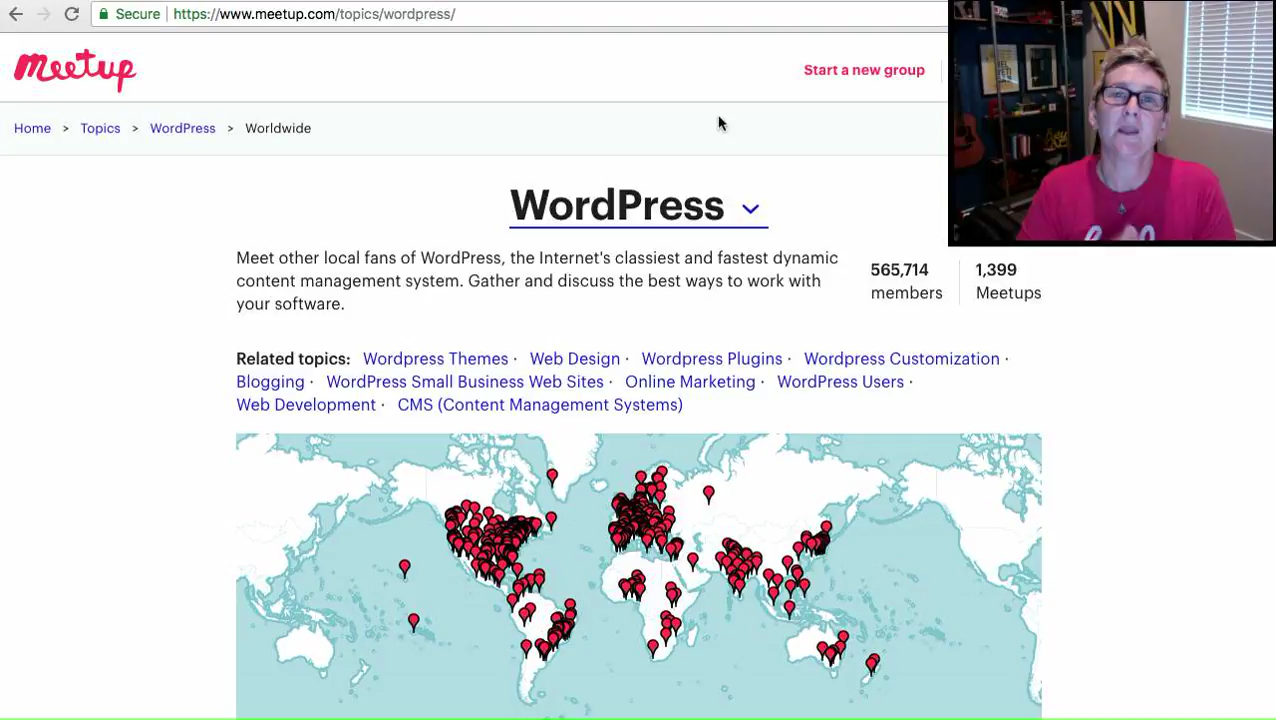 Secure https://www.meetup.com/topics/wordpress/
meetup
Start a new group
Home > Topics > WordPress > Worldwide
WordPress
Meet other local fans of WordPress, the Internet's classiest and fastest dynamic
content management system. Gather and discuss the best ways to work with
your software.
565,714
members
1,399
Meetups
Related topics: Wordpress Themes · Web Design · Wordpress Plugins · Wordpress Customization ·
Blogging · WordPress Small Business Web Sites · Online Marketing · WordPress Users ·
Web Development · CMS (Content Management Systems)